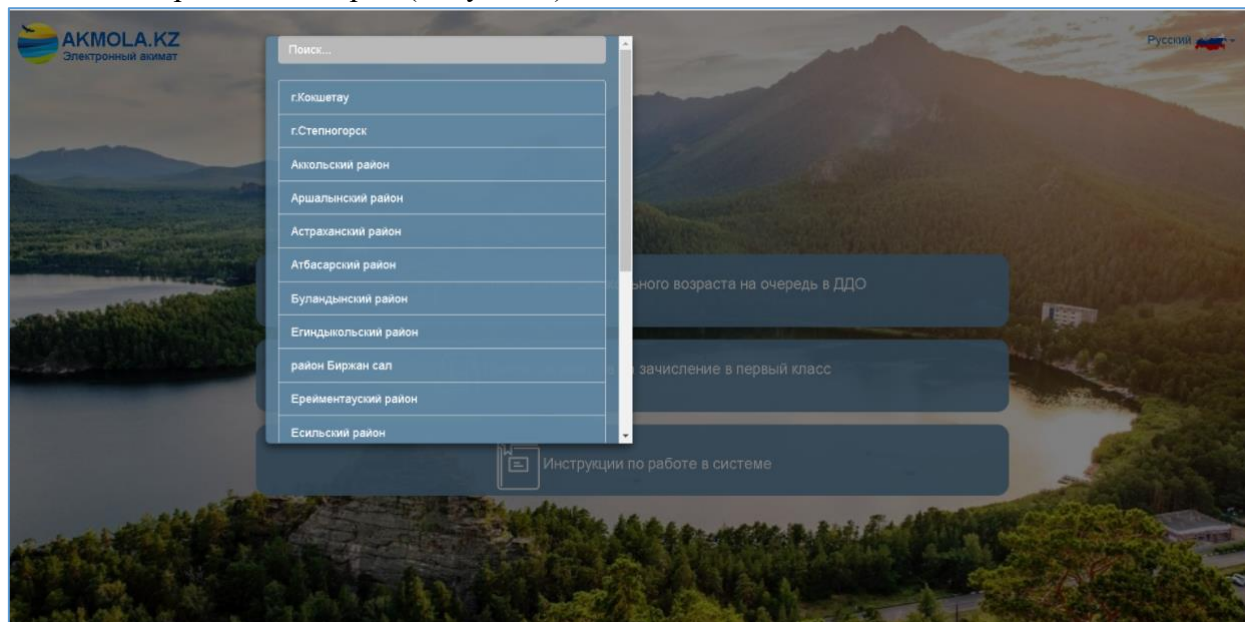 AKMOLA.KZ
Электронный акимат
Русский
Поиск...
г.Кокшетау
г.Степногорск
Аккольский район
Аршалынский район
Астраханский район
Атбасарский район
Буландынский район
Егиндыкольский район
район Биржан сал
Ерейментауский район
Есильский район
возраста на очередь в ДДО
зачисление в первый класс
Инструкции по работе в системе